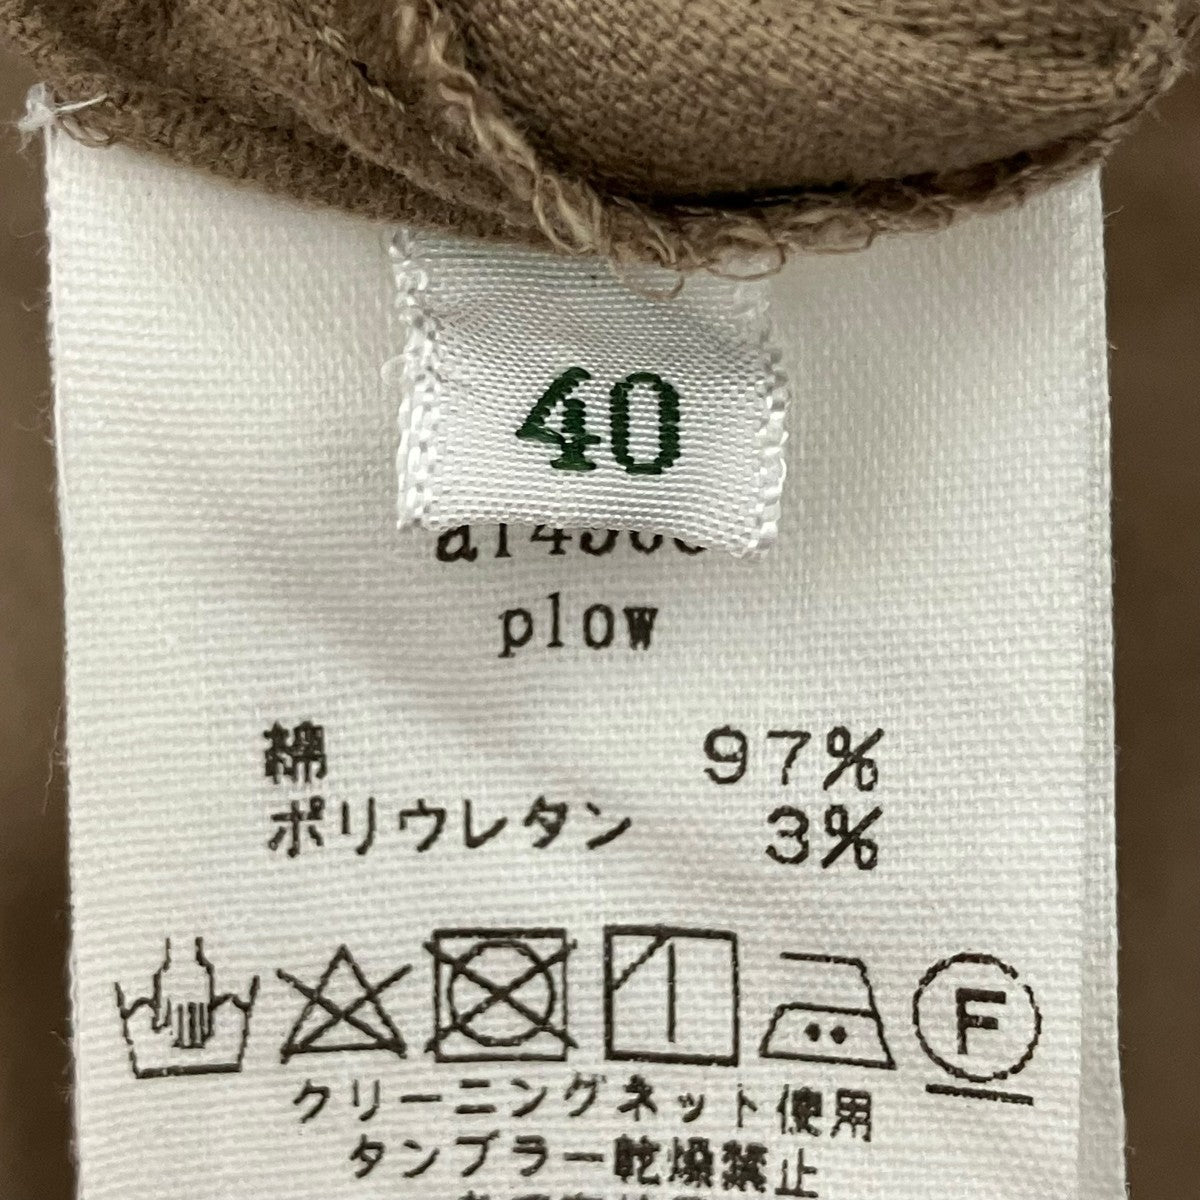 40
plow
綿 97%
ポリウレタン 3%
F
クリーニングネット使用
タンブラー乾燥禁止